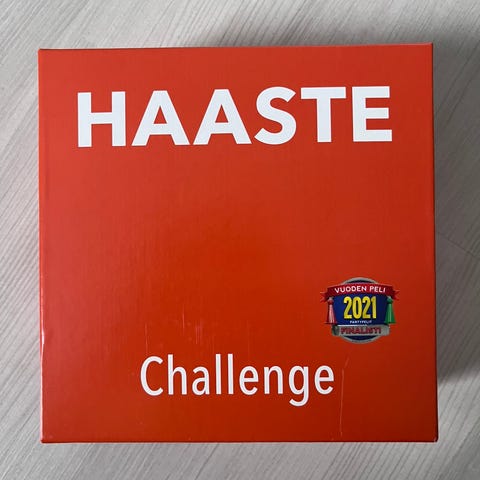 HAASTE
VUODEN PELI
2021
PARTYPELIT
FINALISTI
Challenge